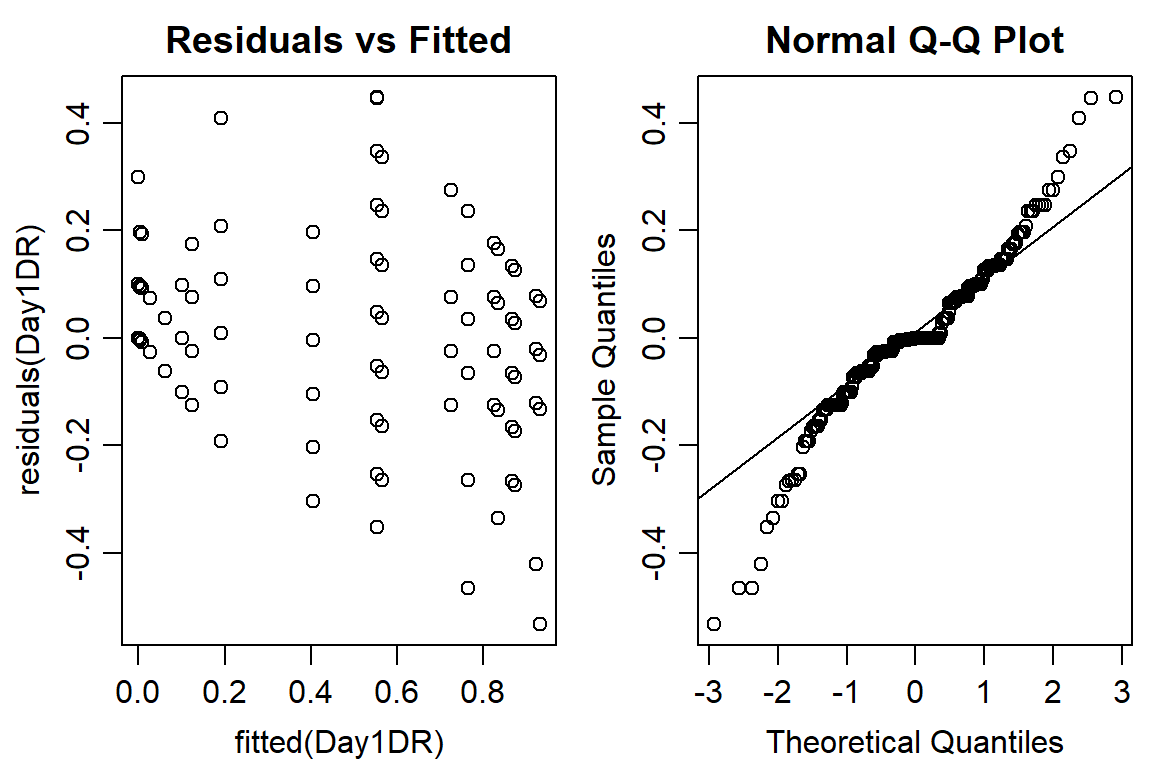 Residuals vs Fitted
residuals(Day1DR)
0.4
0.2
0.0
-0.2
-0.4
0.0 0.2 0.4 0.6 0.8
fitted(Day1DR)
Normal Q-Q Plot
Sample Quantiles
0.4
0.2
0.0
-0.2
-0.4
-3 -2 -1 0 1 2 3
Theoretical Quantiles